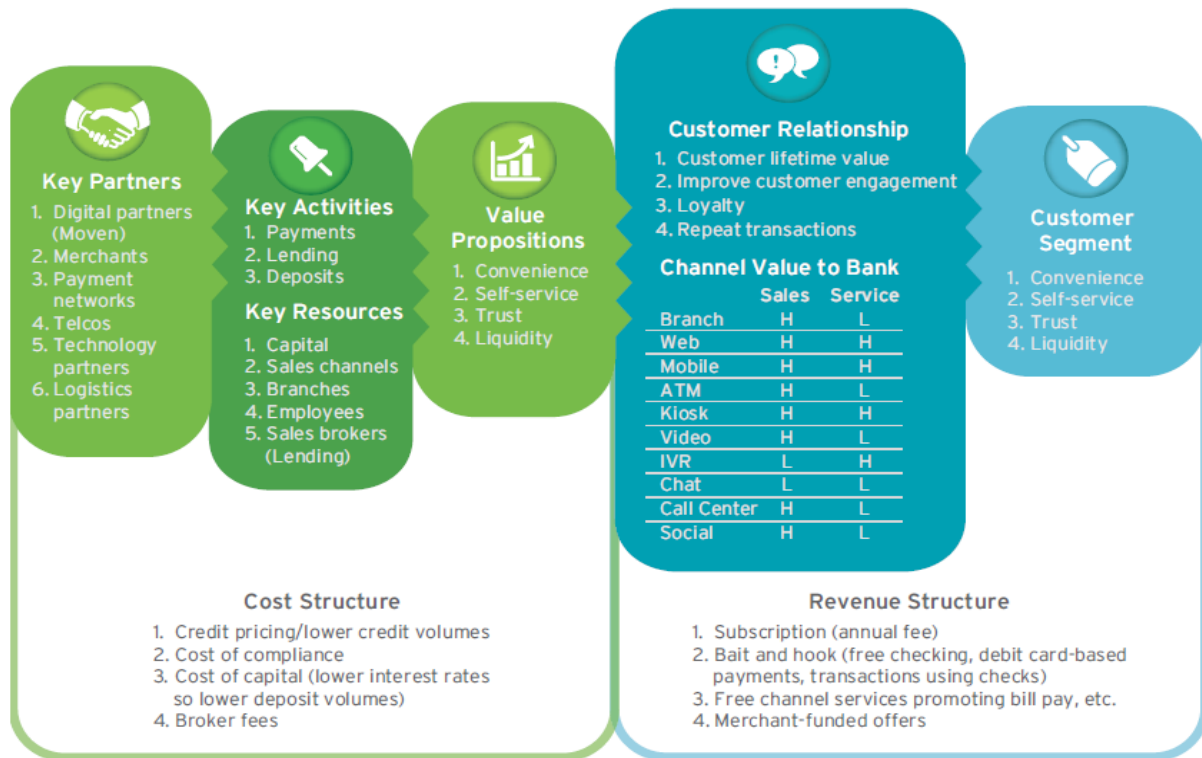 Key Partners
1. Digital partners
(Moven)
2. Merchants
3. Payment
networks
4. Telcos
5. Technology
partners
6. Logistics
partners
Key Activities
1. Payments
2. Lending
3. Deposits
Key Resources
1. Capital
2. Sales channels
3. Branches
4. Employees
5. Sales brokers
(Lending)
Value
Propositions
1. Convenience
2. Self-service
3. Trust
4. Liquidity
!
Customer Relationship
1. Customer lifetime value
2. Improve customer engagement
3. Loyalty
4. Repeat transactions
Channel Value to Bank
Sales Service
Branch H L
Web H H
Mobile H H
ATM H L
Kiosk H H
Video H L
IVR L H
Chat L L
Call Center H L
Social H L
Customer
Segment
1. Convenience
2. Self-service
3. Trust
4. Liquidity
Cost Structure
1. Credit pricing/lower credit volumes
2. Cost of compliance
3. Cost of capital (lower interest rates
so lower deposit volumes)
4. Broker fees
Revenue Structure
1. Subscription (annual fee)
2. Bait and hook (free checking, debit card-based
payments, transactions using checks)
3. Free channel services promoting bill pay, etc.
4. Merchant-funded offers